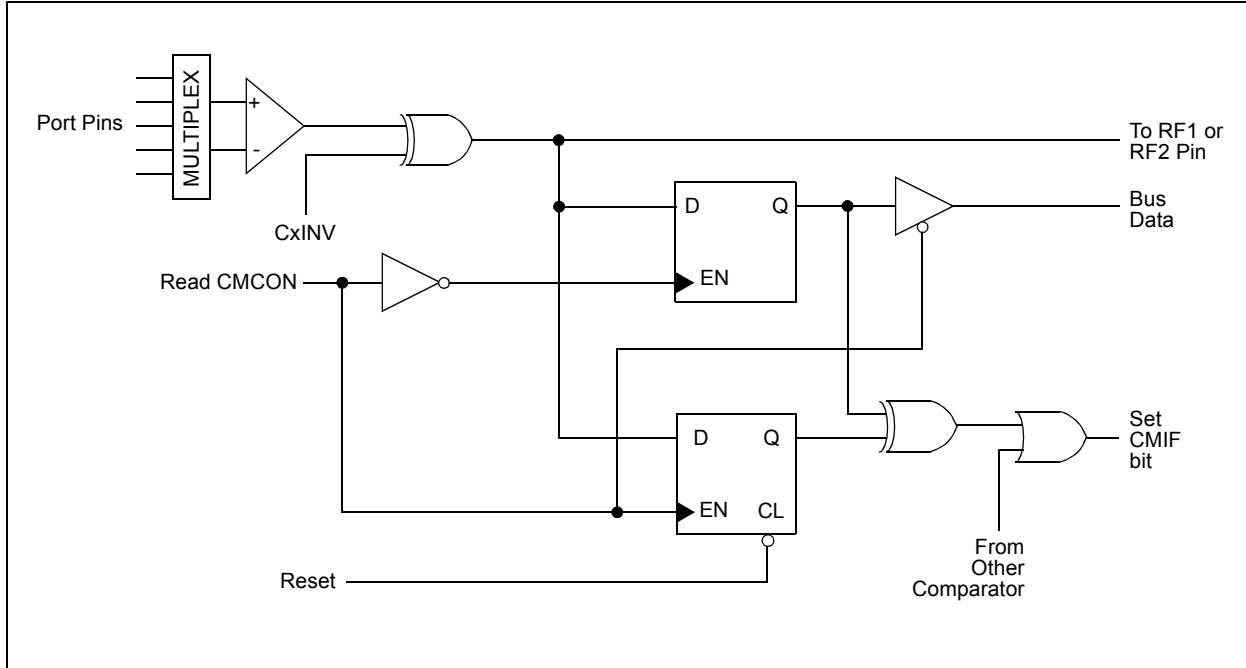 MULTIPLEX
Port Pins
+
-
CxINV
To RF1 or
RF2 Pin
D
Q
EN
Bus
Data
Read CMCON
D
Q
EN
CL
Set
CMIF
bit
From
Other
Comparator
Reset